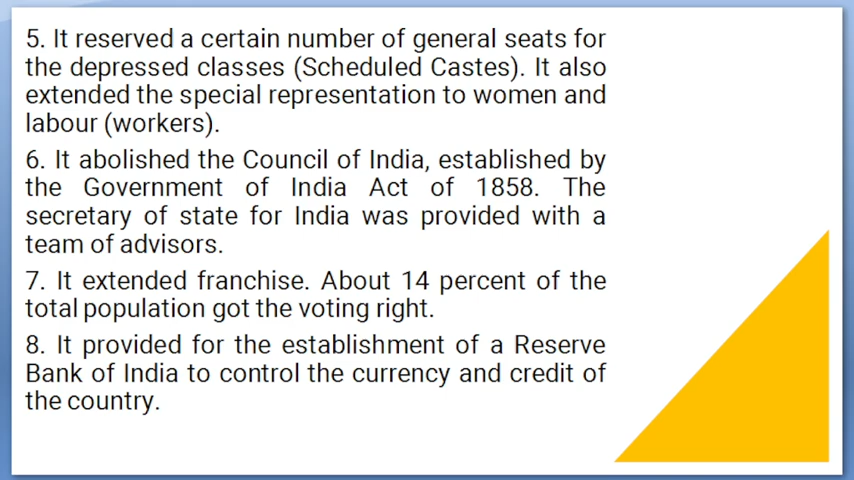 5. It reserved a certain number of general seats for
the depressed classes (Scheduled Castes). It also
extended the special representation to women and
labour (workers).
6. It abolished the Council of India, established by
the Government of India Act of 1858. The
secretary of state for India was provided with a
team of advisors.
7. It extended franchise. About 14 percent of the
total population got the voting right.
8. It provided for the establishment of a Reserve
Bank of India to control the currency and credit of
the country.